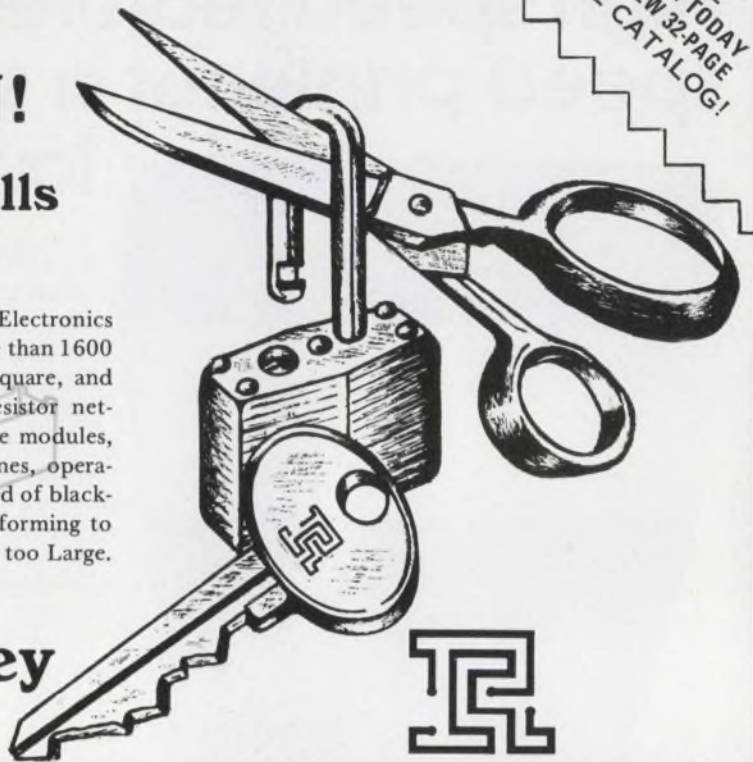 TODAY
EW 32-PAGE
E CATALOG!
!
lls
Electronics
than 1600
quare, and
esistor net-
e modules,
nes, opera-
d of black-
forming to
too Large.
ey